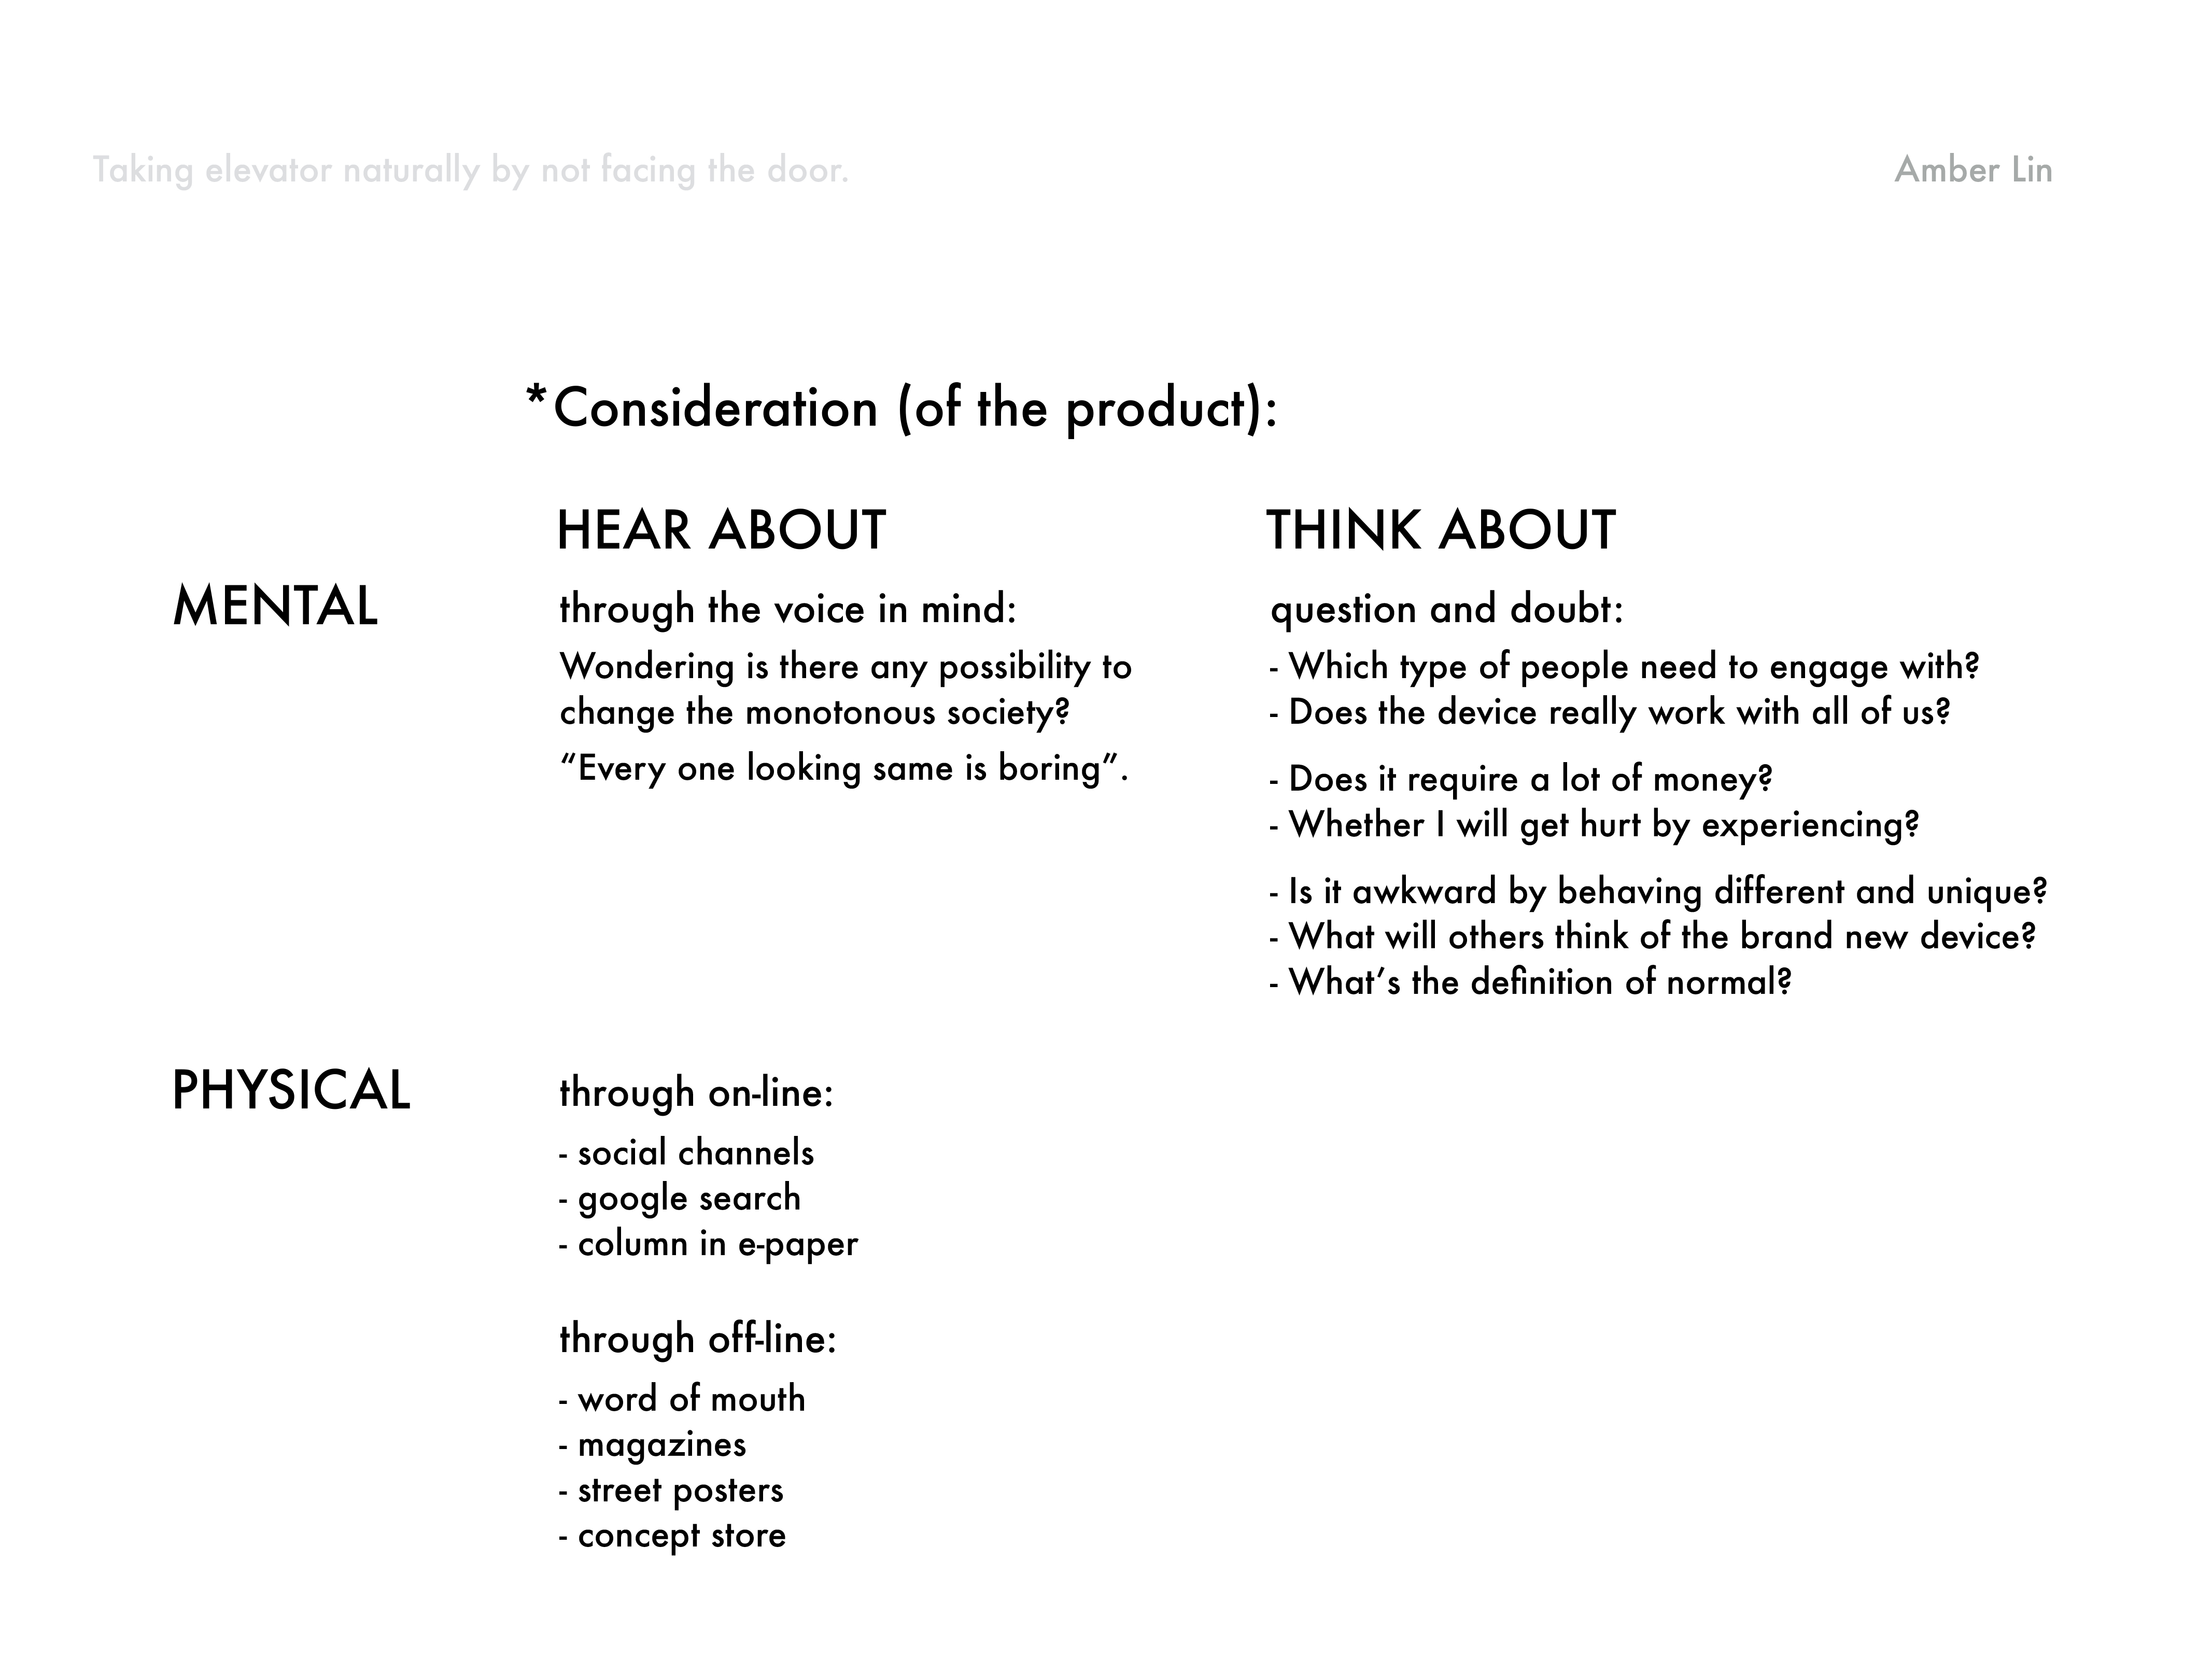 Taking elevator naturally by not facing the door.
Amber Lin
*Consideration (of the product):
HEAR ABOUT
THINK ABOUT
MENTAL
through the voice in mind:
Wondering is there any possibility to
change the monotonous society?
“Every one looking same is boring”.
question and doubt:
- Which type of people need to engage with?
- Does the device really work with all of us?
- Does it require a lot of money?
- Whether I will get hurt by experiencing?
- Is it awkward by behaving different and unique?
- What will others think of the brand new device?
- What’s the definition of normal?
PHYSICAL
through on-line:
- social channels
- google search
- column in e-paper
through off-line:
- word of mouth
- magazines
- street posters
- concept store